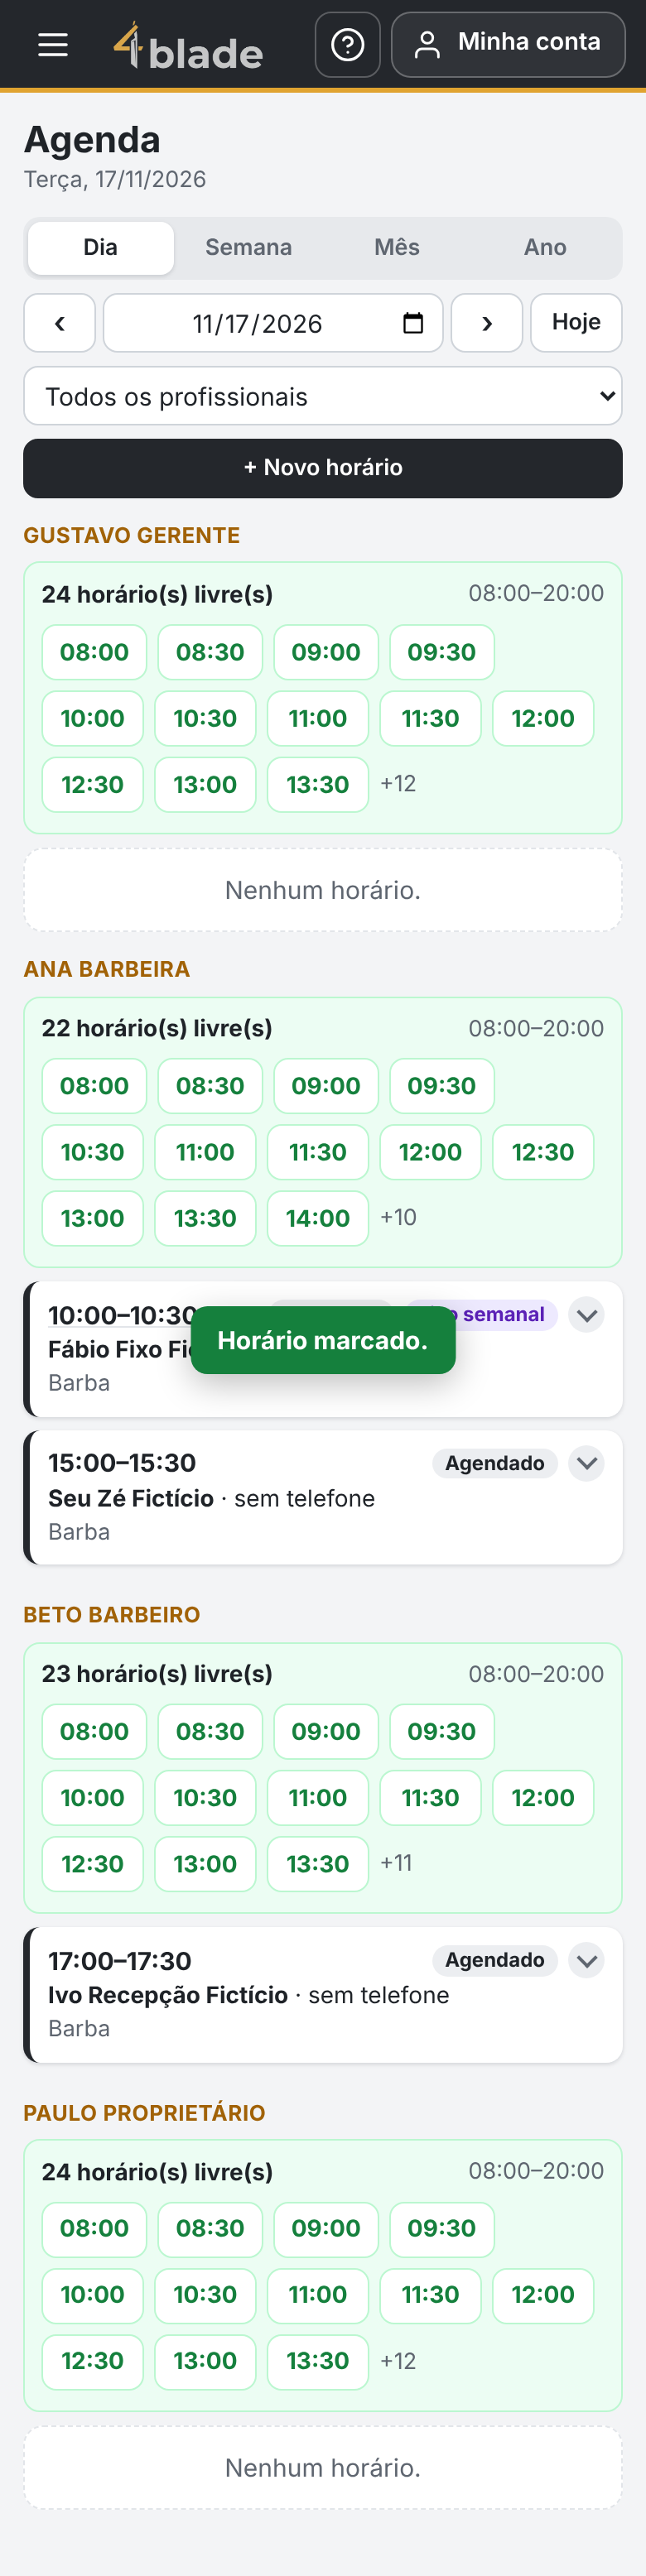 4blade
Minha conta
Agenda
Terça, 17/11/2026
Dia Semana Mês Ano
‹ 11/17/2026 › Hoje
Todos os profissionais
+ Novo horário
GUSTAVO GERENTE
24 horário(s) livre(s) 08:00–20:00
08:00 08:30 09:00 09:30
10:00 10:30 11:00 11:30 12:00
12:30 13:00 13:30 +12
Nenhum horário.
ANA BARBEIRA
22 horário(s) livre(s) 08:00–20:00
08:00 08:30 09:00 09:30
10:30 11:00 11:30 12:00 12:30
13:00 13:30 14:00 +10
10:00–10:30 semanal
Fábio Fixo
Horário marcado.
Barba
15:00–15:30 Agendado
Seu Zé Fictício · sem telefone
Barba
BETO BARBEIRO
23 horário(s) livre(s) 08:00–20:00
08:00 08:30 09:00 09:30
10:00 10:30 11:00 11:30 12:00
12:30 13:00 13:30 +11
17:00–17:30 Agendado
Ivo Recepção Fictício · sem telefone
Barba
PAULO PROPRIETÁRIO
24 horário(s) livre(s) 08:00–20:00
08:00 08:30 09:00 09:30
10:00 10:30 11:00 11:30 12:00
12:30 13:00 13:30 +12
Nenhum horário.